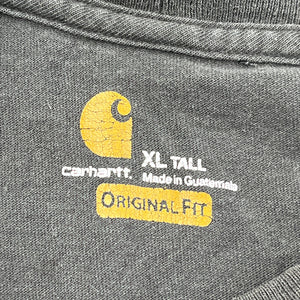 XL TALL
carhartt. Made in Guatemala
ORIGINAL FIT